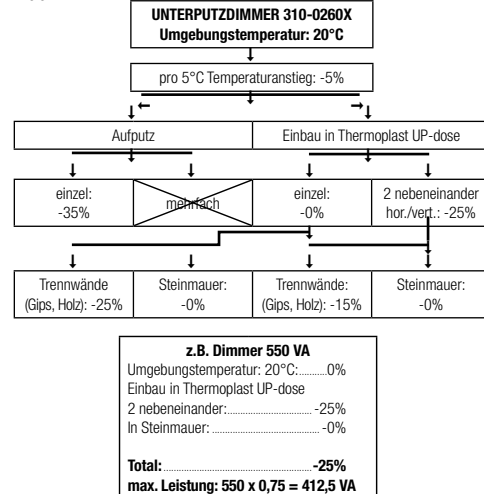 UNTERPUTZDIMMER 310-0260X
Umgebungstemperatur: 20°C
pro 5°C Temperaturanstieg: -5%
Aufputz
Einbau in Thermoplast UP-dose
einzel:
-35%
mehrfach
einzel:
-0%
2 nebeneinander
hor./vert.: -25%
Trennwände
(Gips, Holz): -25%
Steinmauer:
-0%
Trennwände:
(Gips, Holz): -15%
Steinmauer:
-0%
z.B. Dimmer 550 VA
Umgebungstemperatur: 20°C:...........0%
Einbau in Thermoplast UP-dose
2 nebeneinander:............................. -25%
In Steinmauer: ..................................... -0%
Total:....................................................-25%
max. Leistung: 550 x 0,75 = 412,5 VA